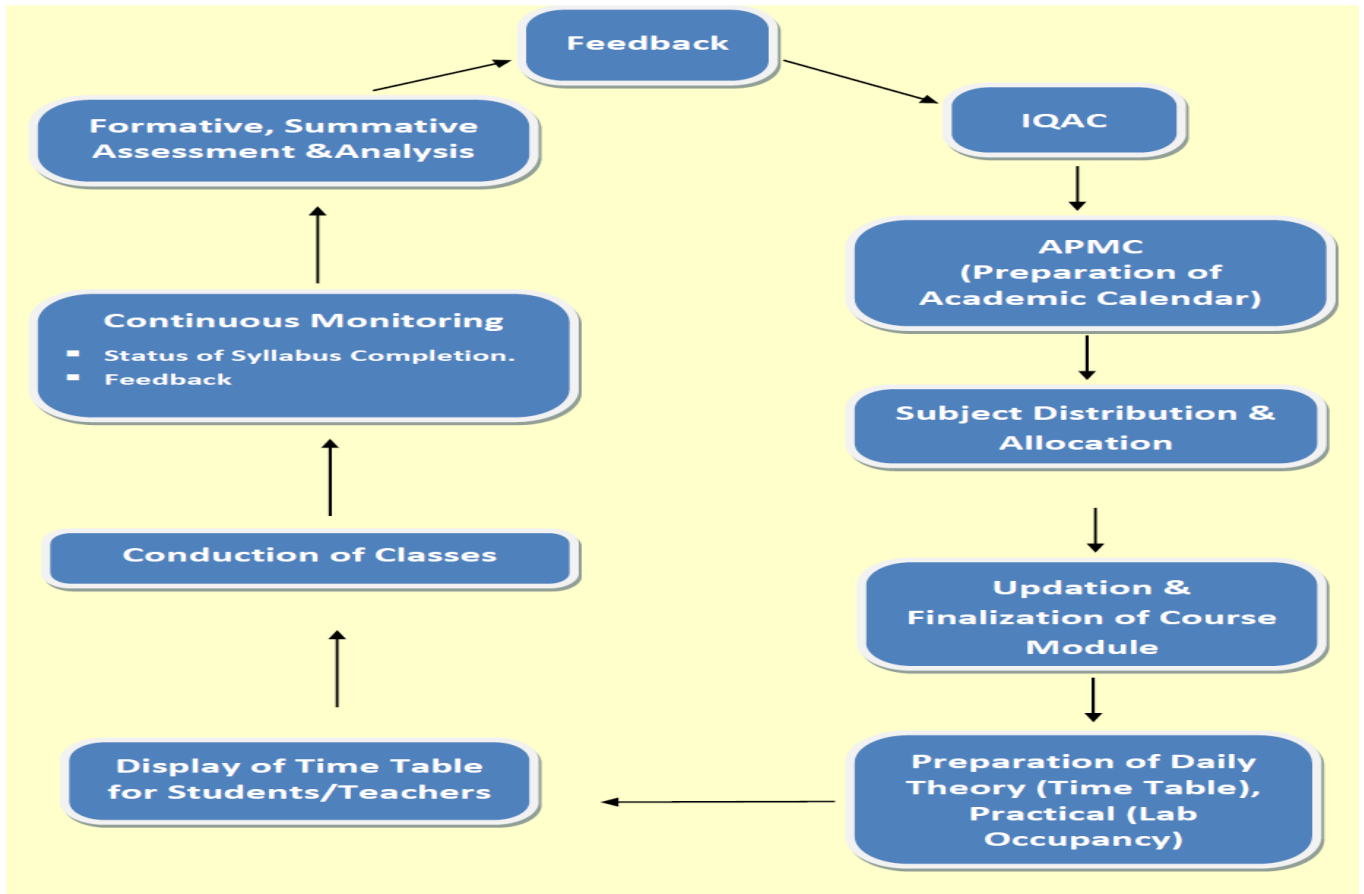 Feedback
IQAC
APMC
(Preparation of
Academic Calendar)
Subject Distribution &
Allocation
Updation &
Finalization of Course
Module
Preparation of Daily
Theory (Time Table),
Practical (Lab
Occupancy)
Display of Time Table
for Students/Teachers
Conduction of Classes
Continuous Monitoring
▪ Status of Syllabus Completion.
▪ Feedback
Formative, Summative
Assessment &Analysis